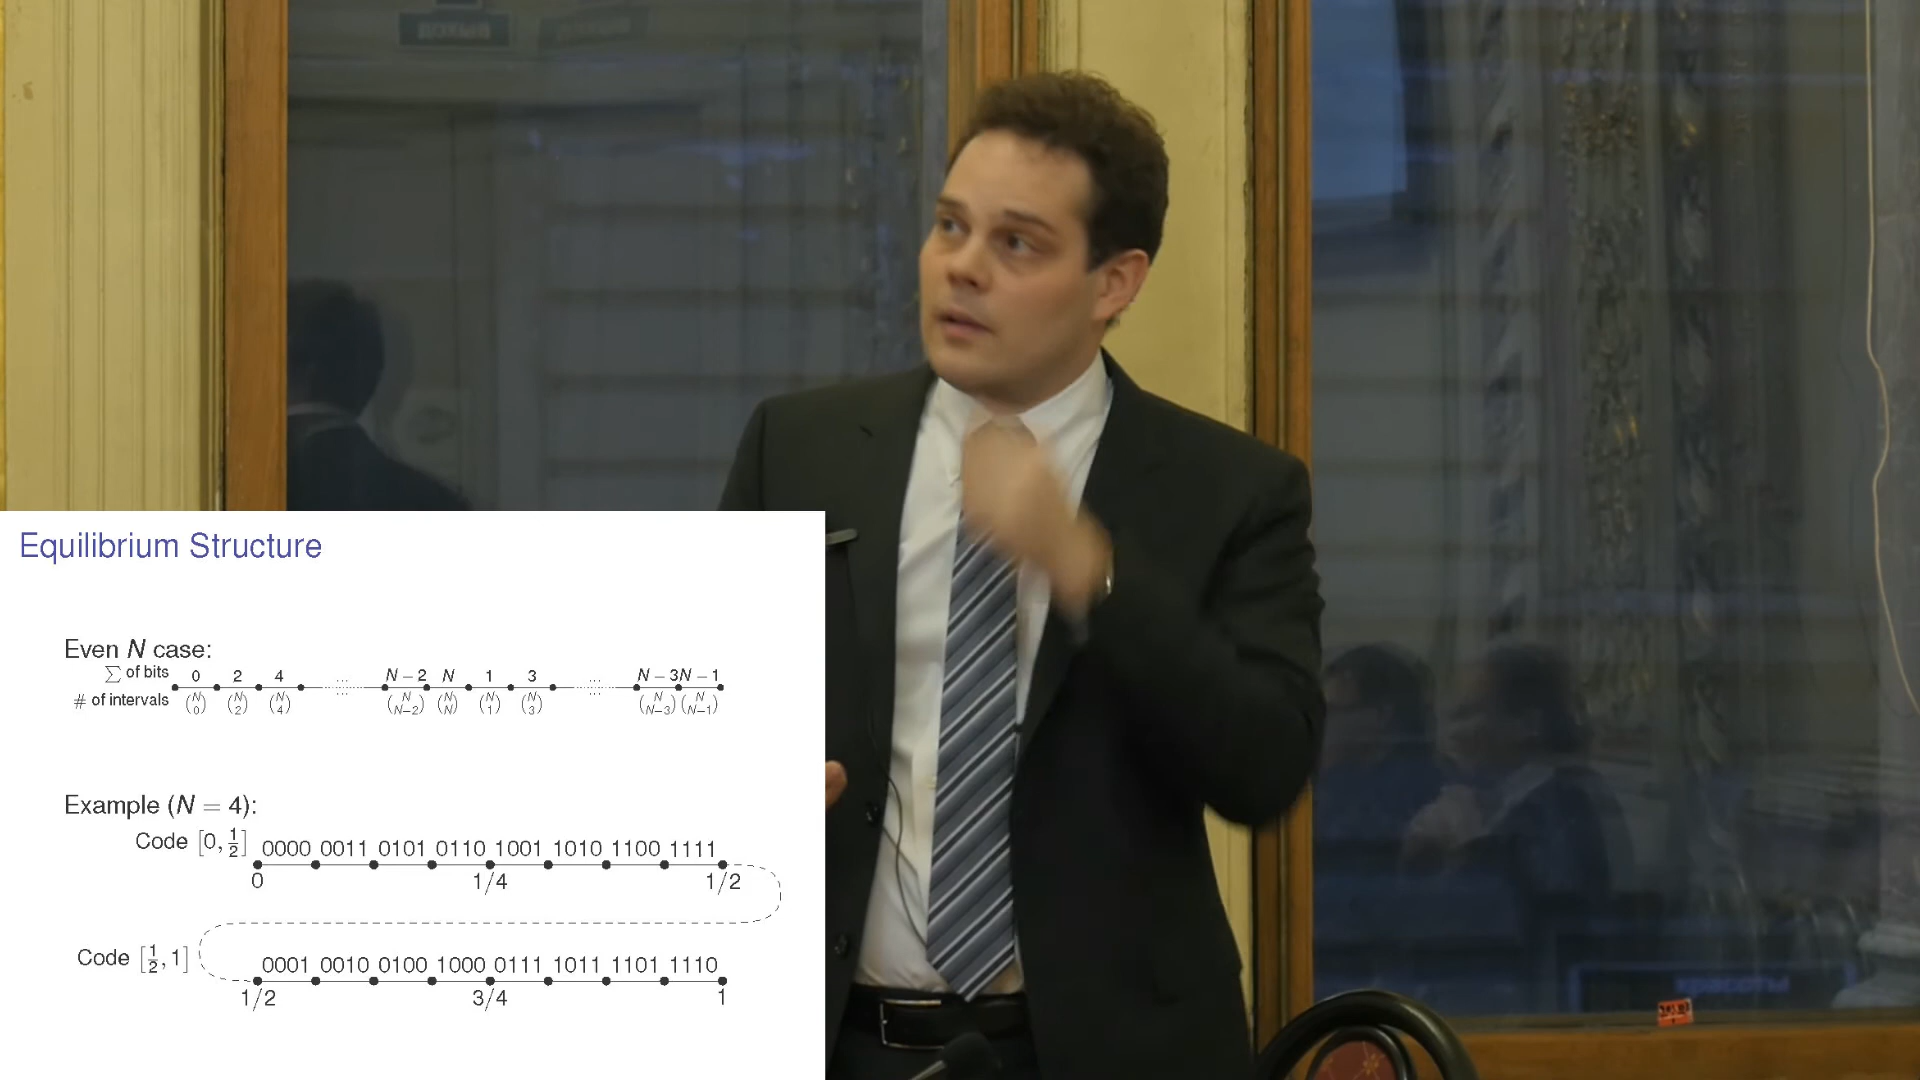 Equilibrium Structure
Even N case:
∑ of bits 0 2 4 ... N − 2 N 1 3 ... N − 3 N − 1
# of intervals (N 0) (N 2) (N 4) ... (N N−2) (N N) (N 1) (N 3) ... (N N−3) (N N−1)
Example (N = 4):
Code [0, 1/2] 0000 0011 0101 0110 1001 1010 1100 1111
0 1/4 1/2
Code [1/2, 1] 0001 0010 0100 1000 0111 1011 1101 1110
1/2 3/4 1